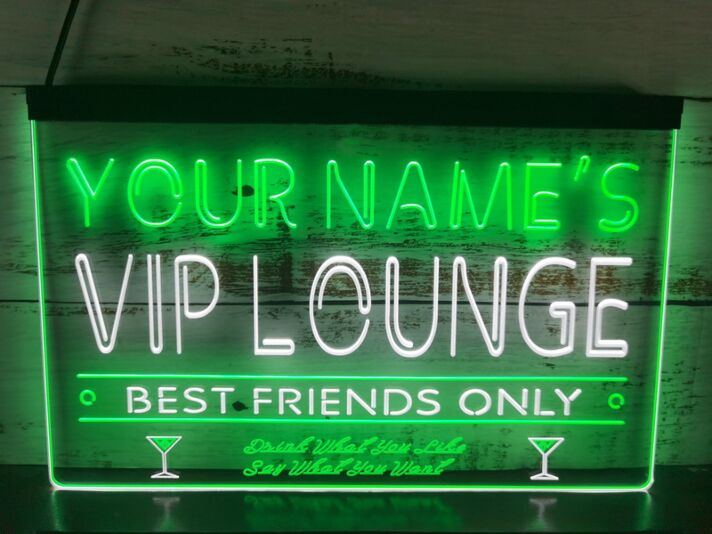 YOUR NAME'S
VIP LOUNGE
BEST FRIENDS ONLY
Drink What You Like
Say What You Want